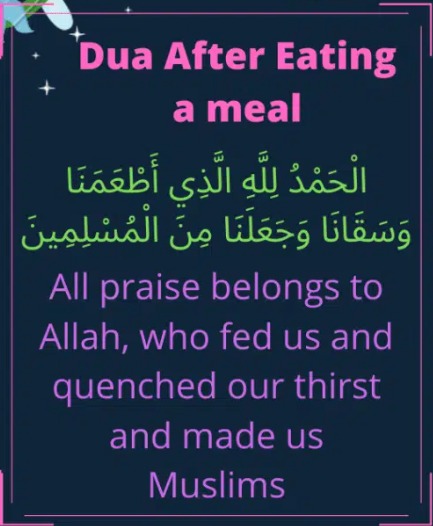 Dua After Eating
a meal
الْحَمْدُ لِلَّهِ الَّذِي أَطْعَمَنَا
وَسَقَانَا وَجَعَلَنَا مِنَ الْمُسْلِمِينَ
All praise belongs to
Allah, who fed us and
quenched our thirst
and made us
Muslims